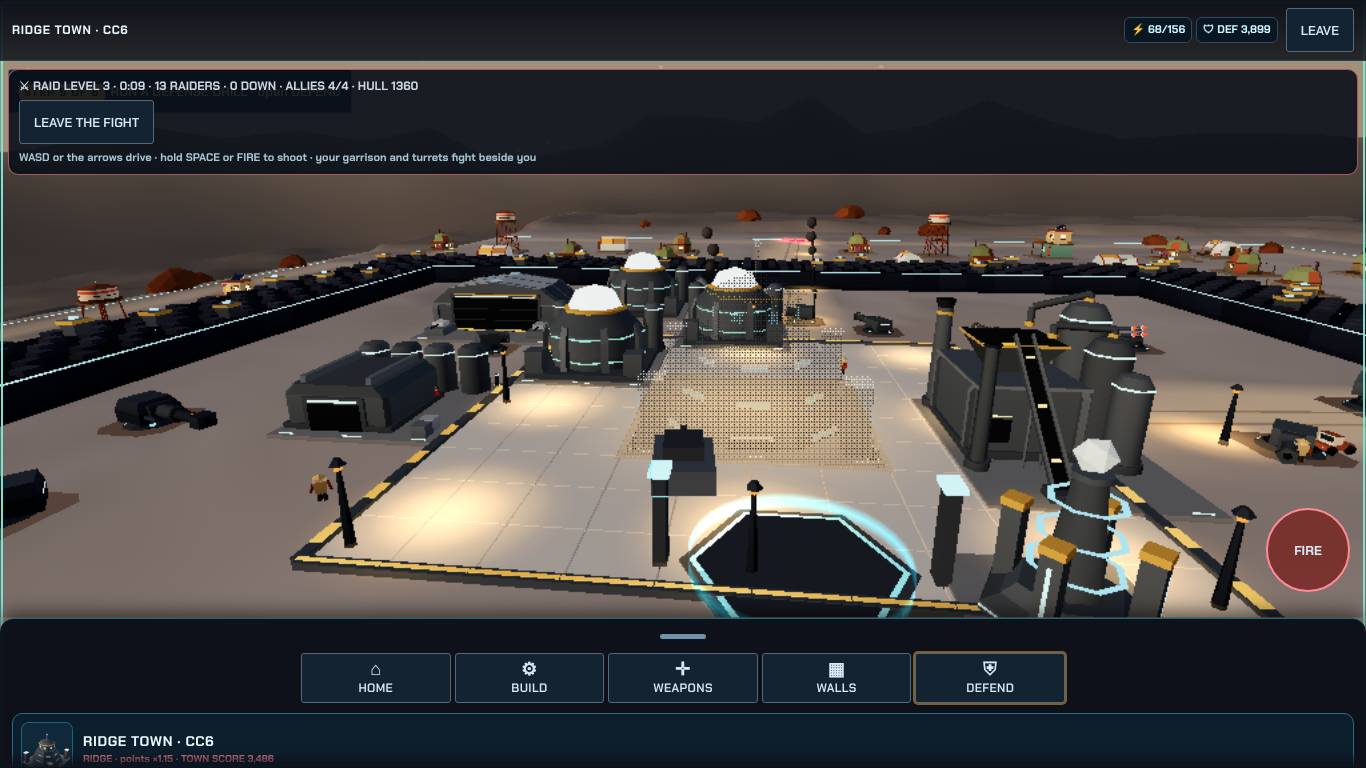 RIDGE TOWN · CC6
⚡ 68/156
🛡 DEF 3,899
LEAVE
⚔ RAID LEVEL 3 · 0:09 · 13 RAIDERS · 0 DOWN · ALLIES 4/4 · HULL 1360
LEAVE THE FIGHT
WASD or the arrows drive · hold SPACE or FIRE to shoot · your garrison and turrets fight beside you
FIRE
HOME
BUILD
WEAPONS
WALLS
DEFEND
RIDGE TOWN · CC6
RIDGE · points ×1.15 · TOWN SCORE 3,486